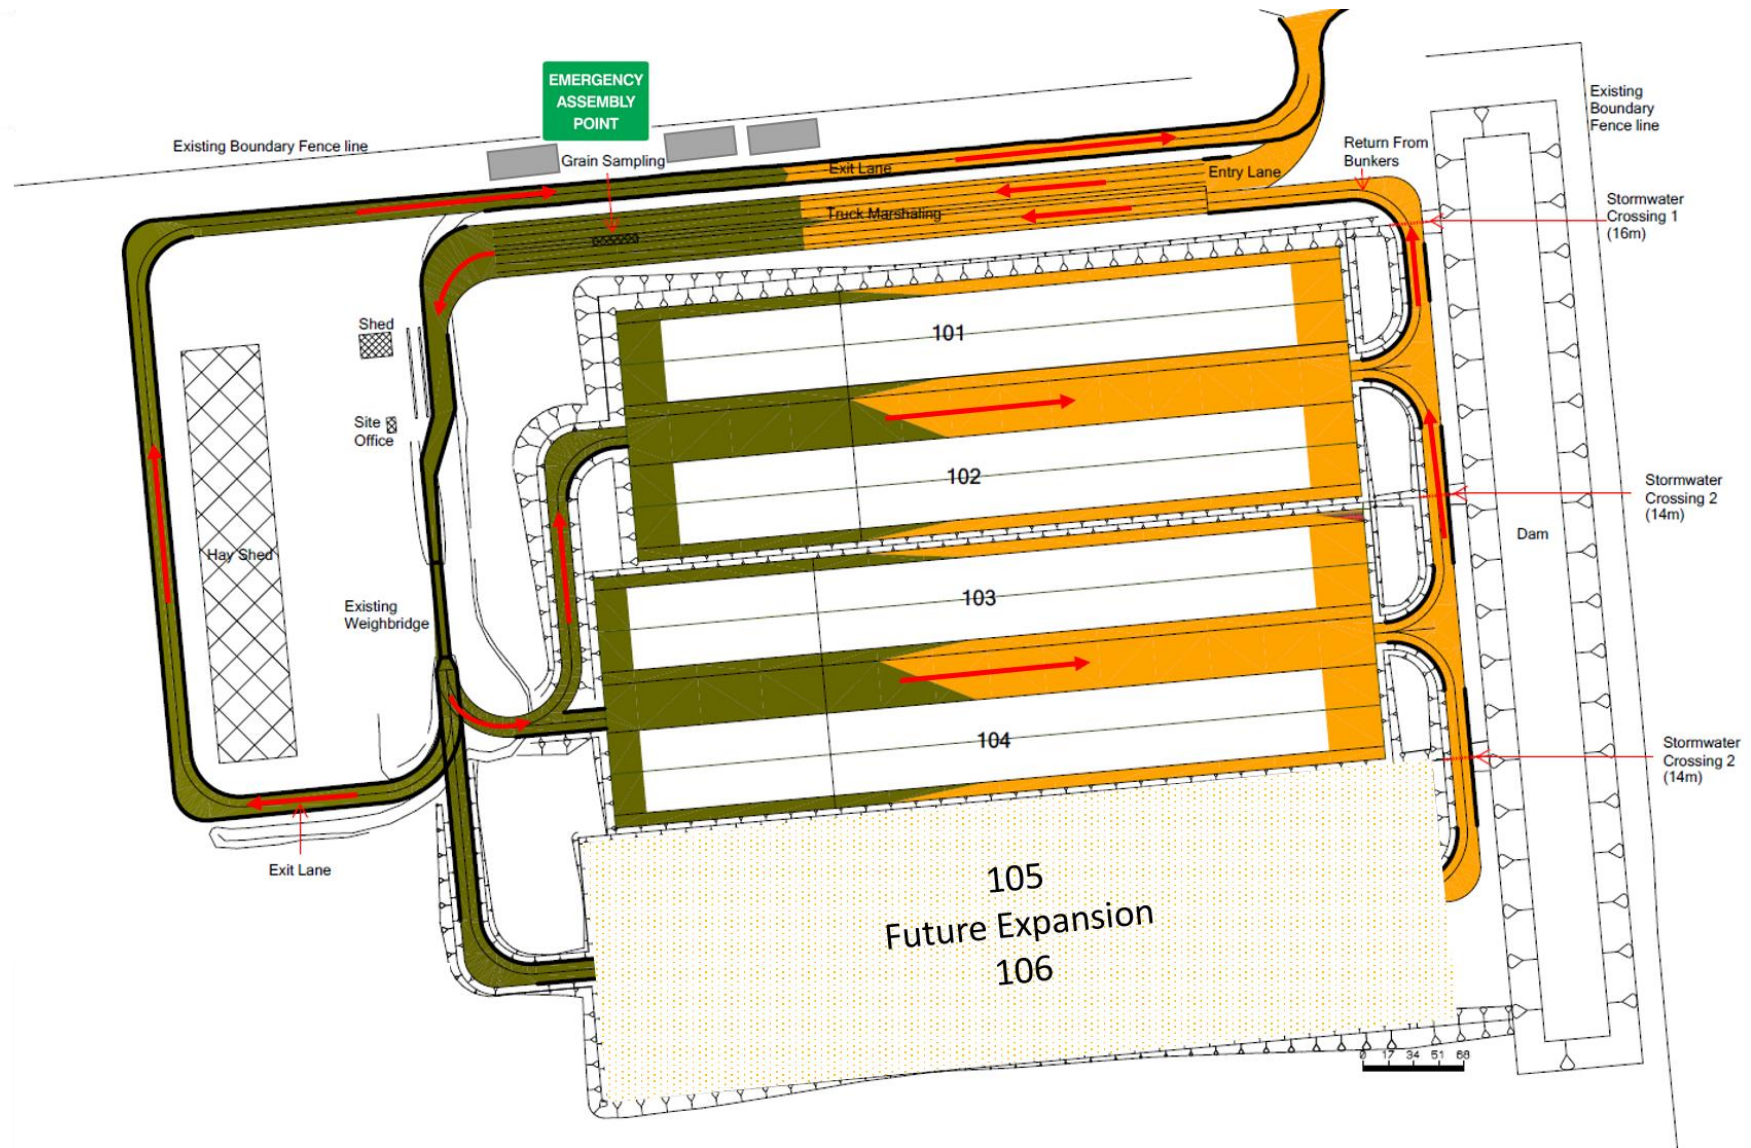 EMERGENCY
ASSEMBLY
POINT
Existing Boundary Fence line
Grain Sampling
Exit Lane
Truck Marshaling
Entry Lane
Return From
Bunkers
Existing
Boundary
Fence line
Stormwater
Crossing 1
(16m)
Shed
Site
Office
101
102
Stormwater
Crossing 2
(14m)
Hay Shed
Dam
Existing
Weighbridge
103
104
Stormwater
Crossing 2
(14m)
Exit Lane
105
Future Expansion
106
0 17 34 51 68